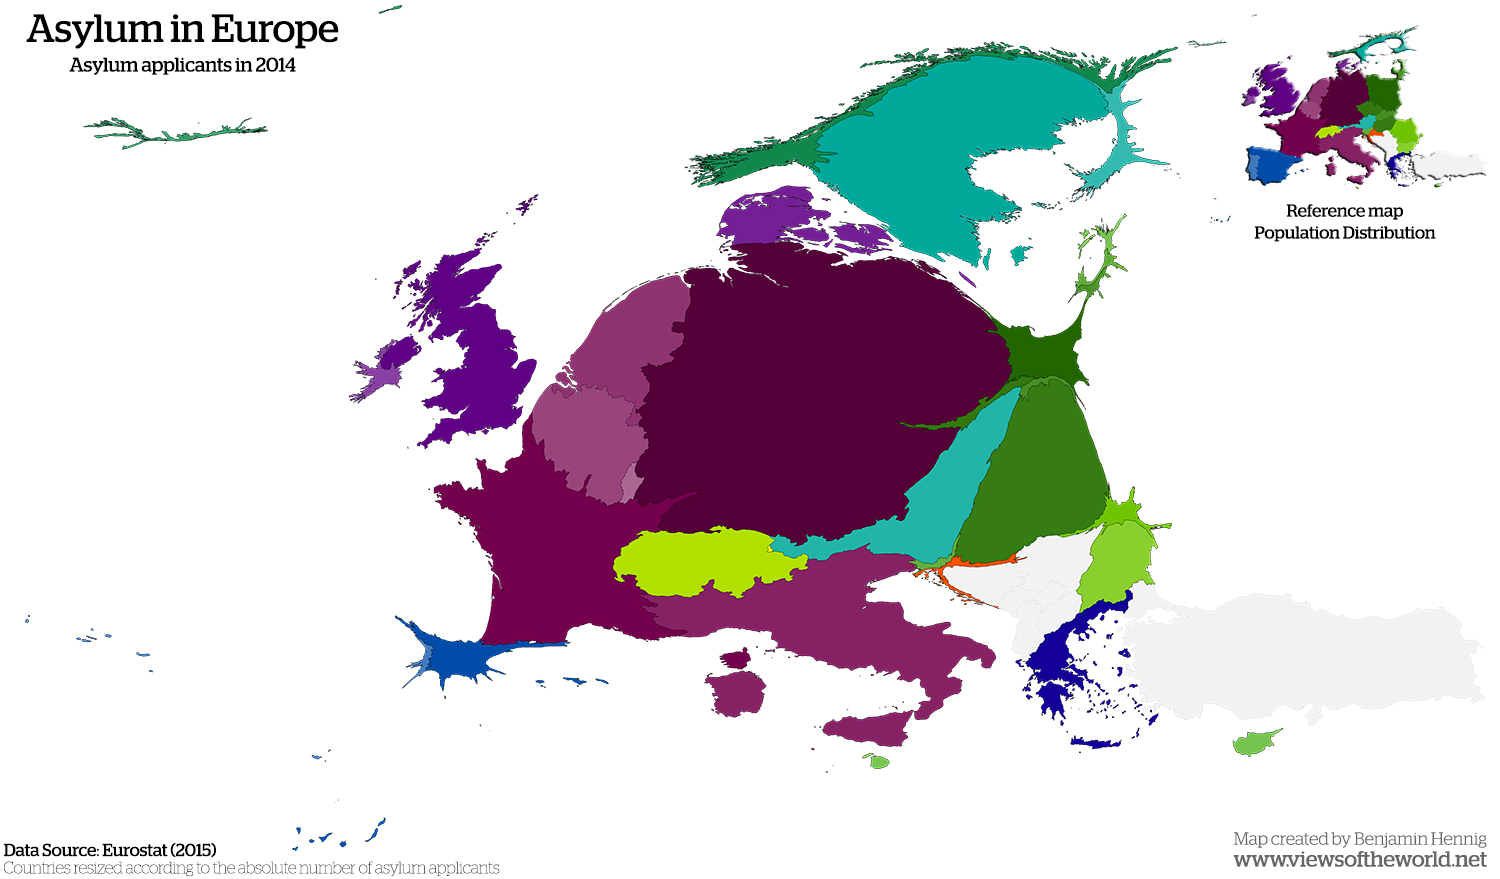 Asylum in Europe
Asylum applicants in 2014
Reference map
Population Distribution
Data Source: Eurostat (2015)
Countries resized according to the absolute number of asylum applicants
Map created by Benjamin Hennig
www.viewsoftheworld.net